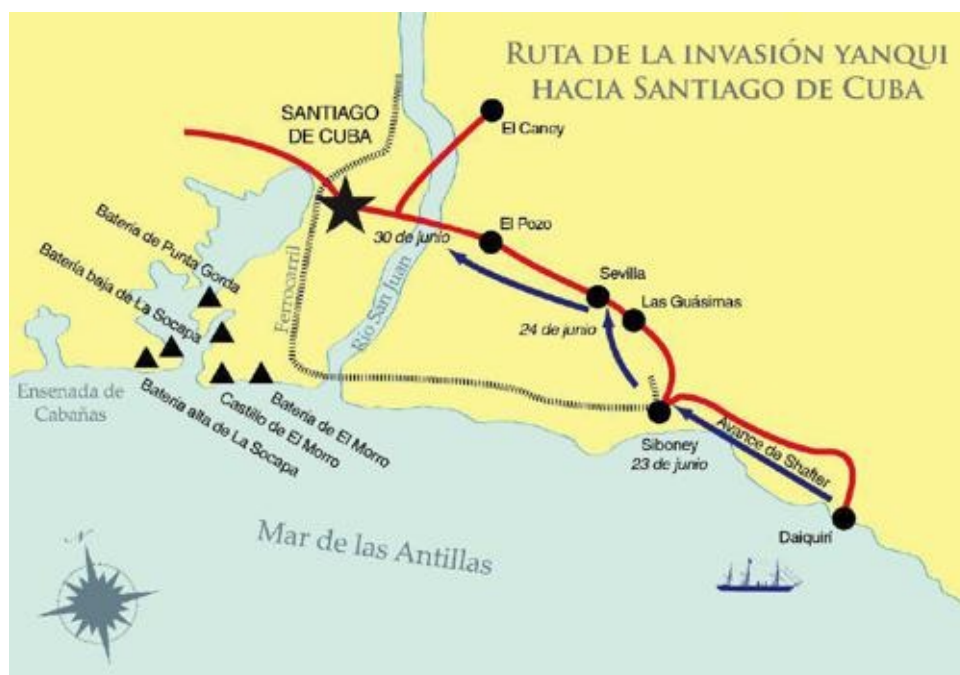 RUTA DE LA INVASIÓN YANQUI
HACIA SANTIAGO DE CUBA
SANTIAGO
DE CUBA
El Caney
Batería de Punta Gorda
Batería baja de La Socapa
30 de junio
El Pozo
Ferrocarril
Río San Juan
Sevilla
Las Guásimas
24 de junio
Ensenada de
Cabañas
Batería alta de La Socapa
Castillo de El Morro
Batería de El Morro
Siboney
23 de junio
Avance de Shafter
Daiquirí
Mar de las Antillas
N